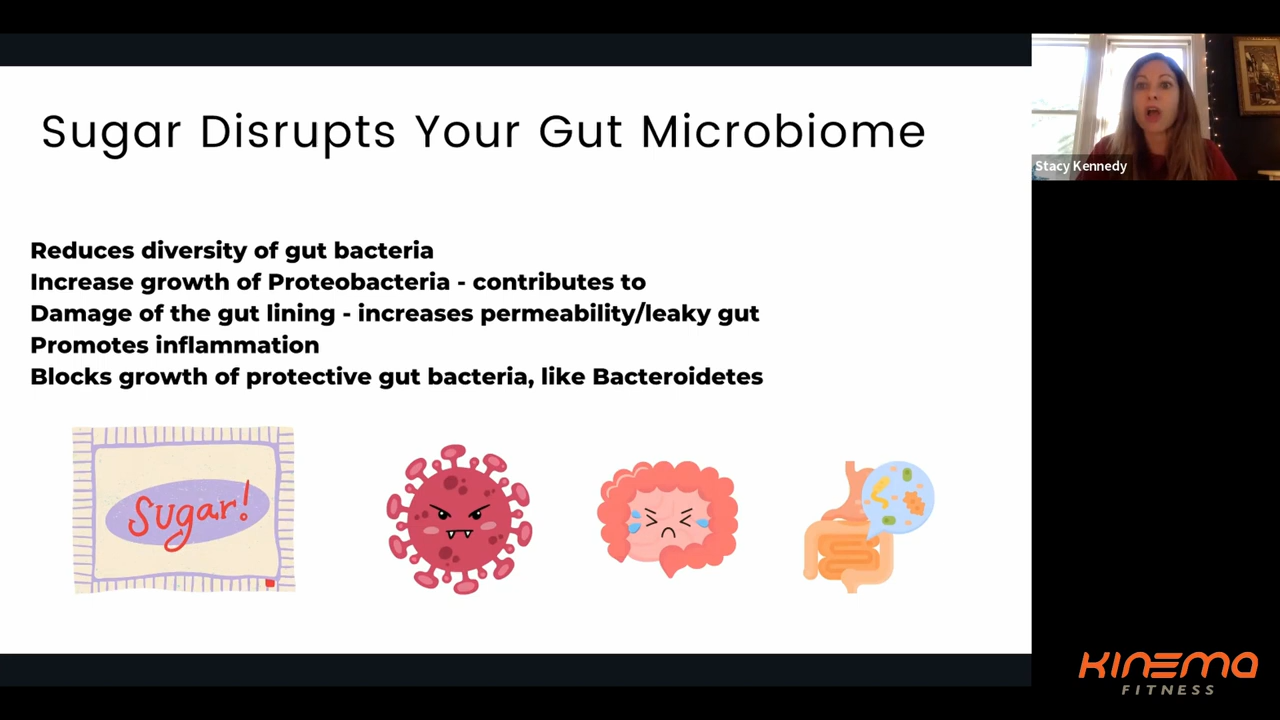 Sugar Disrupts Your Gut Microbiome
Stacy Kennedy
Reduces diversity of gut bacteria
Increase growth of Proteobacteria - contributes to
Damage of the gut lining - increases permeability/leaky gut
Promotes inflammation
Blocks growth of protective gut bacteria, like Bacteroidetes
Sugar!
KINEMA
FITNESS